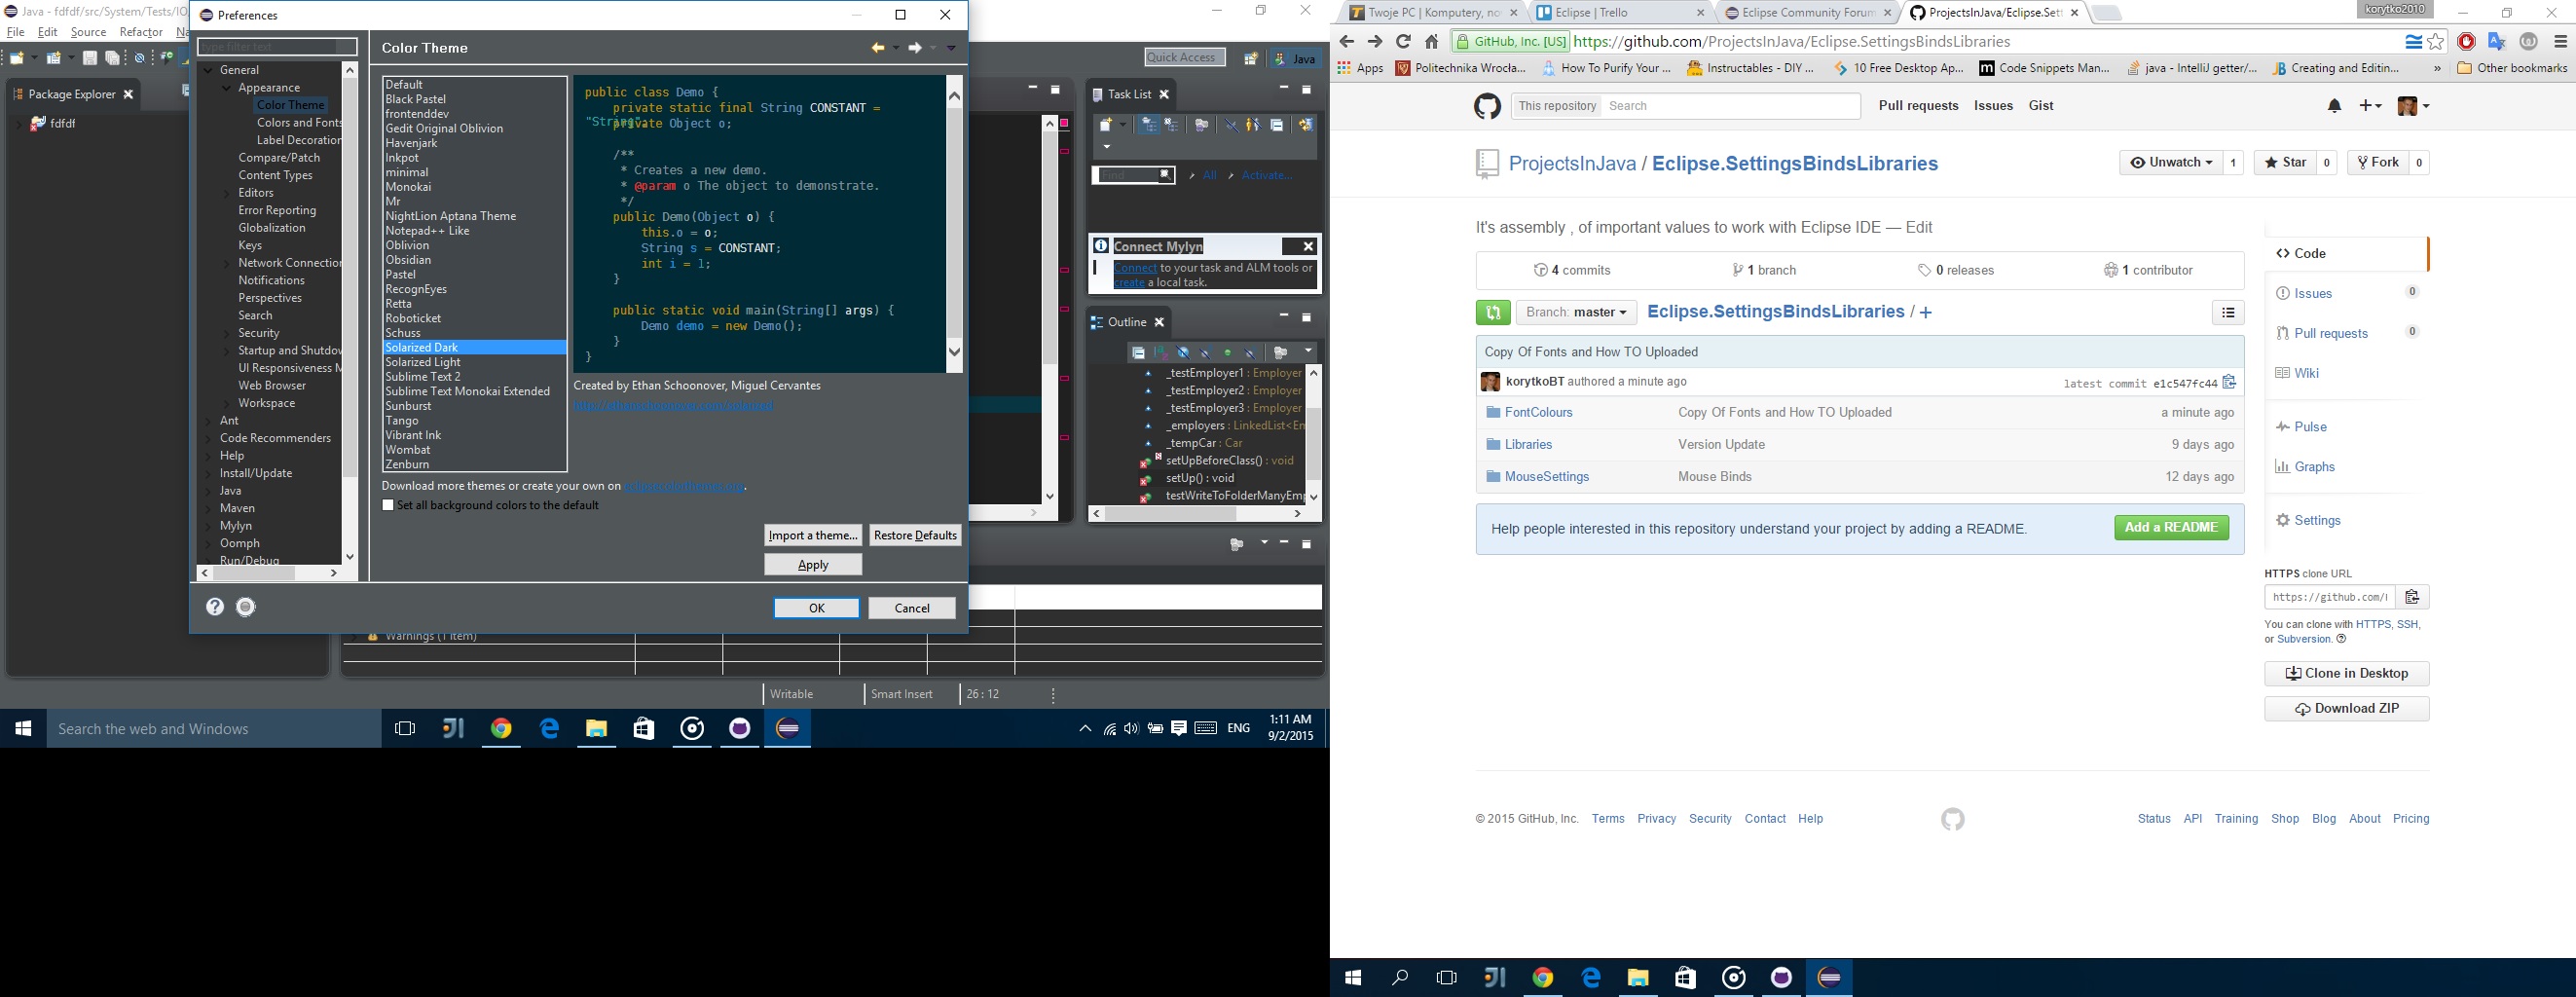 Java - fdfdf/src/System/Tests/IO
File Edit Source Refactor Na
Quick Access
Java
Package Explorer
fdfdf
Preferences
type filter text
General
Appearance
Color Theme
Colors and Fonts
Label Decoration
Compare/Patch
Content Types
Editors
Error Reporting
Globalization
Keys
Network Connection
Notifications
Perspectives
Search
Security
Startup and Shutdov
UI Responsiveness M
Web Browser
Workspace
Ant
Code Recommenders
Help
Install/Update
Java
Maven
Mylyn
Oomph
Run/Debug
Color Theme
Default
Black Pastel
frontenddev
Gedit Original Oblivion
Havenjark
Inkpot
minimal
Monokai
Mr
NightLion Aptana Theme
Notepad++ Like
Oblivion
Obsidian
Pastel
RecognEyes
Retta
Roboticket
Schuss
Solarized Dark
Solarized Light
Sublime Text 2
Sublime Text Monokai Extended
Sunburst
Tango
Vibrant Ink
Wombat
Zenburn
public class Demo {
private static final String CONSTANT =
"String";
private Object o;
/**
* Creates a new demo.
* @param o The object to demonstrate.
*/
public Demo(Object o) {
this.o = o;
String s = CONSTANT;
int i = 1;
}
public static void main(String[] args) {
Demo demo = new Demo();
}
}
Created by Ethan Schoonover, Miguel Cervantes
http://ethanschoonover.com/solarized
Download more themes or create your own on eclipsecolorthemes.org.
Set all background colors to the default
Import a theme... Restore Defaults
Apply
OK Cancel
Task List
Find All Activate...
Connect Mylyn
Connect to your task and ALM tools or
create a local task.
Outline
_testEmployer1 : Employer
_testEmployer2 : Employer
_testEmployer3 : Employer
_employers : LinkedList<Em
_tempCar : Car
setUpBeforeClass() : void
setUp() : void
testWriteToFolderManyEmp
Warnings (1 item)
Writable Smart Insert 26 : 12
Search the web and Windows
ENG
1:11 AM
9/2/2015
Twoje PC | Komputery, no
Eclipse | Trello
Eclipse Community Forum
ProjectsInJava/Eclipse.Sett
korytko2010
GitHub, Inc. [US] https://github.com/ProjectsInJava/Eclipse.SettingsBindsLibraries
Apps Politechnika Wrocła... How To Purify Your ... Instructables - DIY ... 10 Free Desktop Ap... Code Snippets Man... java - IntelliJ getter/... Creating and Editin... » Other bookmarks
This repository Search Pull requests Issues Gist
ProjectsInJava / Eclipse.SettingsBindsLibraries
Unwatch 1 Star 0 Fork 0
It's assembly , of important values to work with Eclipse IDE — Edit
4 commits 1 branch 0 releases 1 contributor
Branch: master Eclipse.SettingsBindsLibraries / +
Copy Of Fonts and How TO Uploaded
korytkoBT authored a minute ago latest commit e1c547fc44
FontColours Copy Of Fonts and How TO Uploaded a minute ago
Libraries Version Update 9 days ago
MouseSettings Mouse Binds 12 days ago
Help people interested in this repository understand your project by adding a README. Add a README
Code
Issues 0
Pull requests 0
Wiki
Pulse
Graphs
Settings
HTTPS clone URL
https://github.com/
You can clone with HTTPS, SSH,
or Subversion.
Clone in Desktop
Download ZIP
© 2015 GitHub, Inc. Terms Privacy Security Contact Help
Status API Training Shop Blog About Pricing